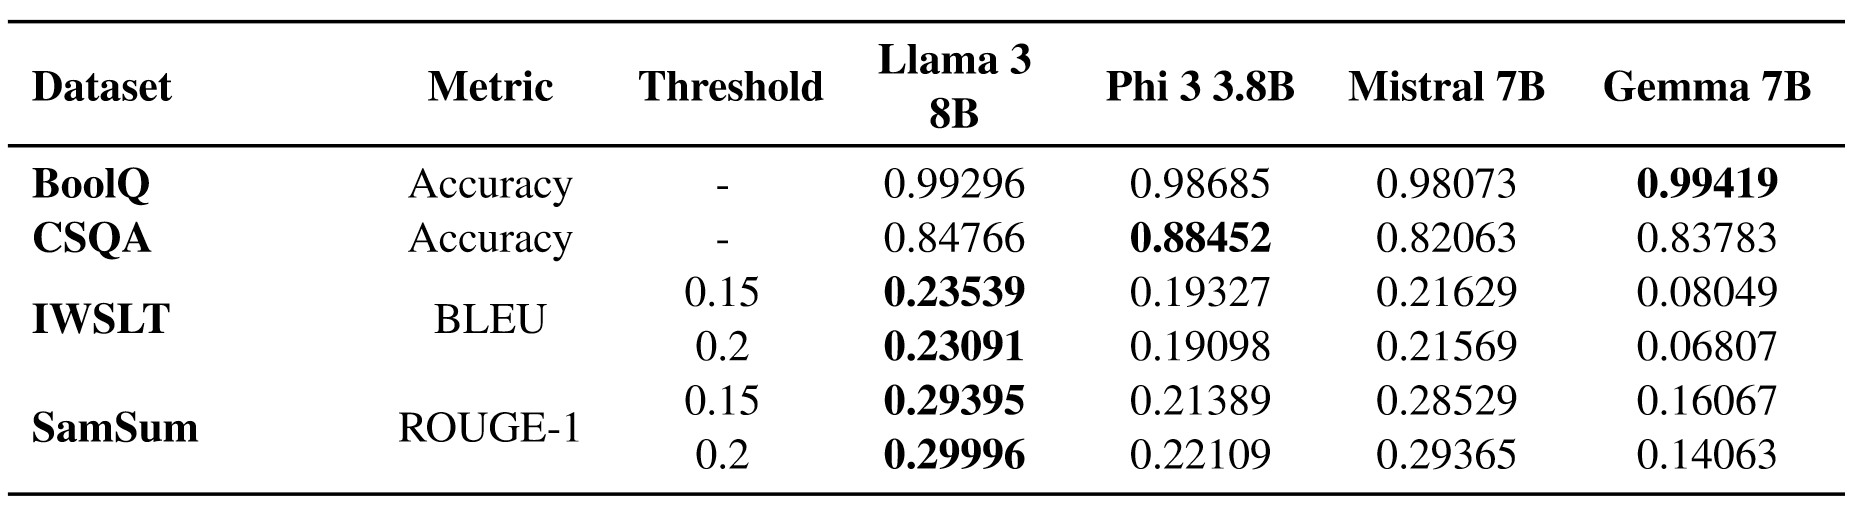 Dataset Metric Threshold Llama 3 8B Phi 3 3.8B Mistral 7B Gemma 7B
BoolQ Accuracy - 0.99296 0.98685 0.98073 0.99419
CSQA Accuracy - 0.84766 0.88452 0.82063 0.83783
IWSLT BLEU 0.15 0.23539 0.19327 0.21629 0.08049
0.2 0.23091 0.19098 0.21569 0.06807
SamSum ROUGE-1 0.15 0.29395 0.21389 0.28529 0.16067
0.2 0.29996 0.22109 0.29365 0.14063